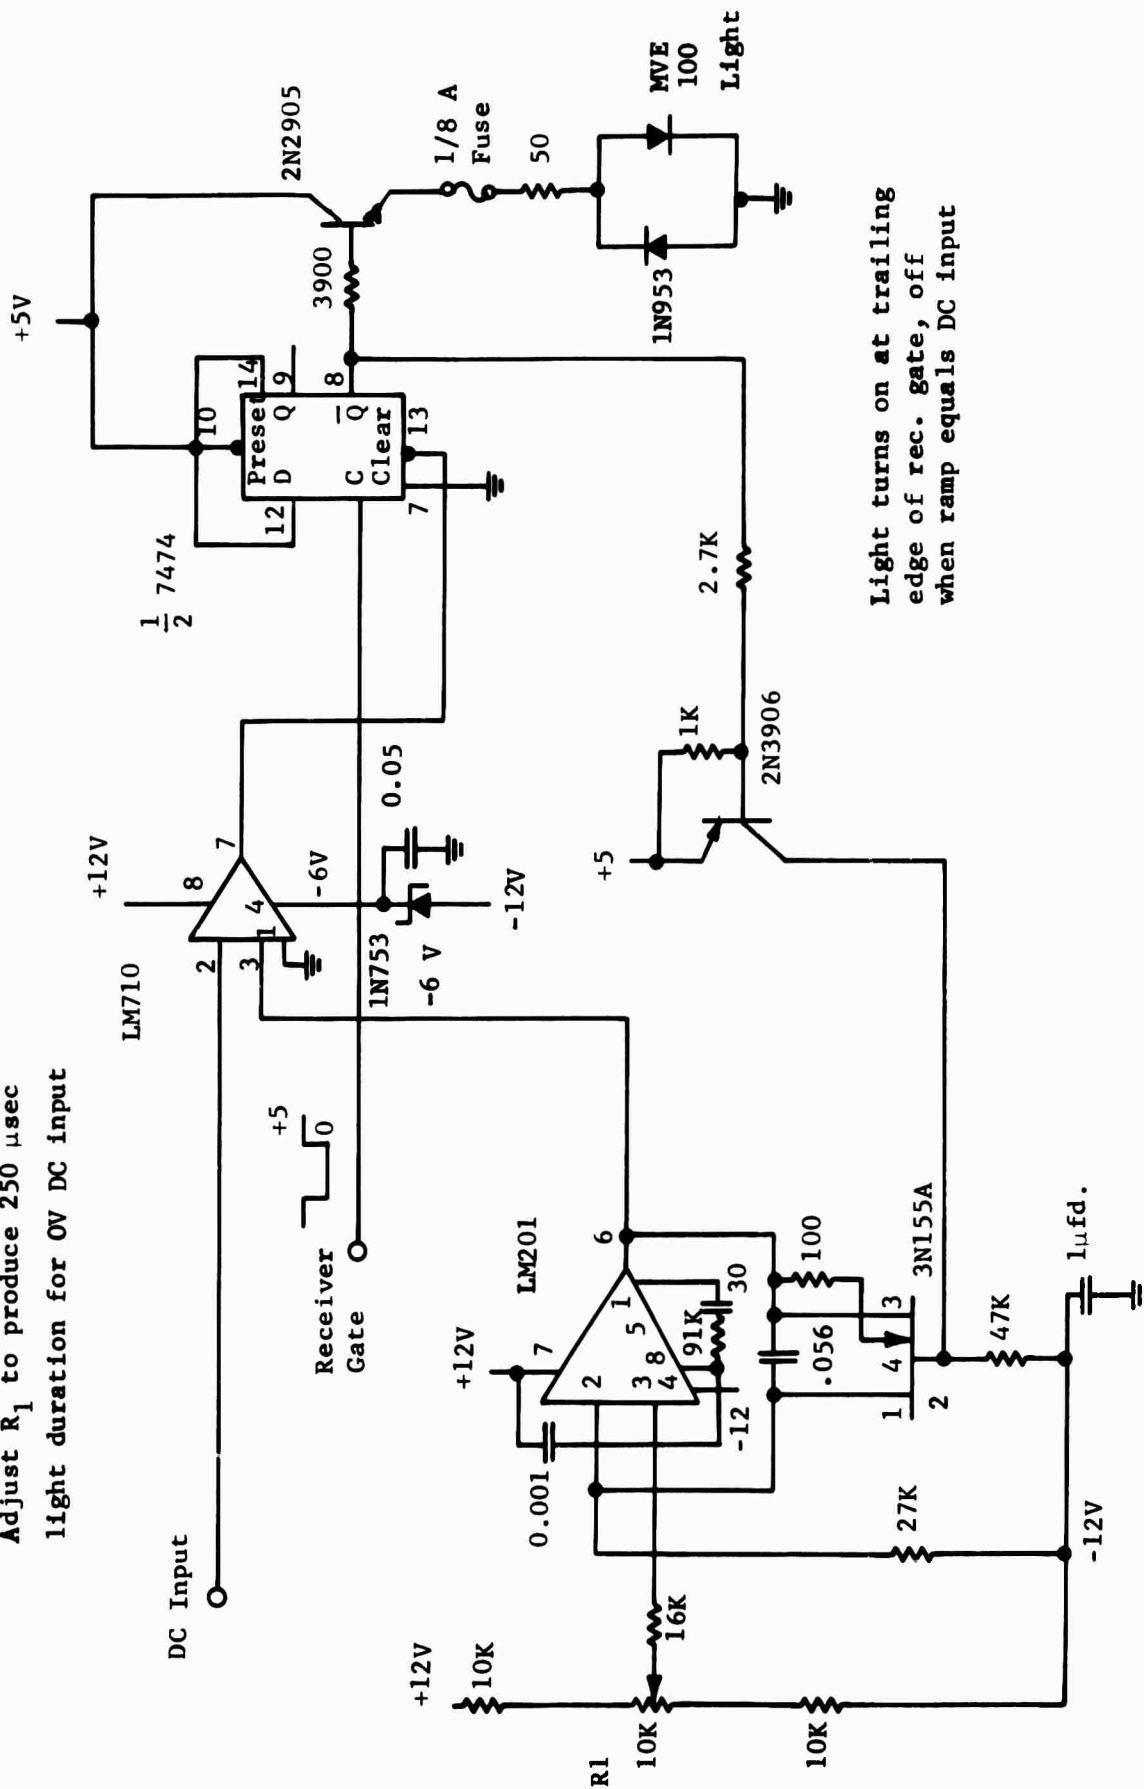 Adjust R1 to produce 250 μsec
light duration for 0V DC input
DC Input
LM710
+12V
8
2
3
1
4
7
-6V
0.05
1N753
-6 V
-12V
Receiver
Gate
+5
0
1/2 7474
+5V
10
14
Preset
D
Q
9
12
C
Q̅
8
Clear
7
13
3900
2N2905
1/8 A
Fuse
50
1N953
MVE
100
Light
+5
1K
2.7K
2N3906
Light turns on at trailing
edge of rec. gate, off
when ramp equals DC input
LM201
+12V
7
6
2
3
4
1
5
8
0.001
91K
30
-12
.056
100
3N155A
1
4
3
2
47K
1μfd.
27K
-12V
+12V
10K
R1
10K
16K
10K